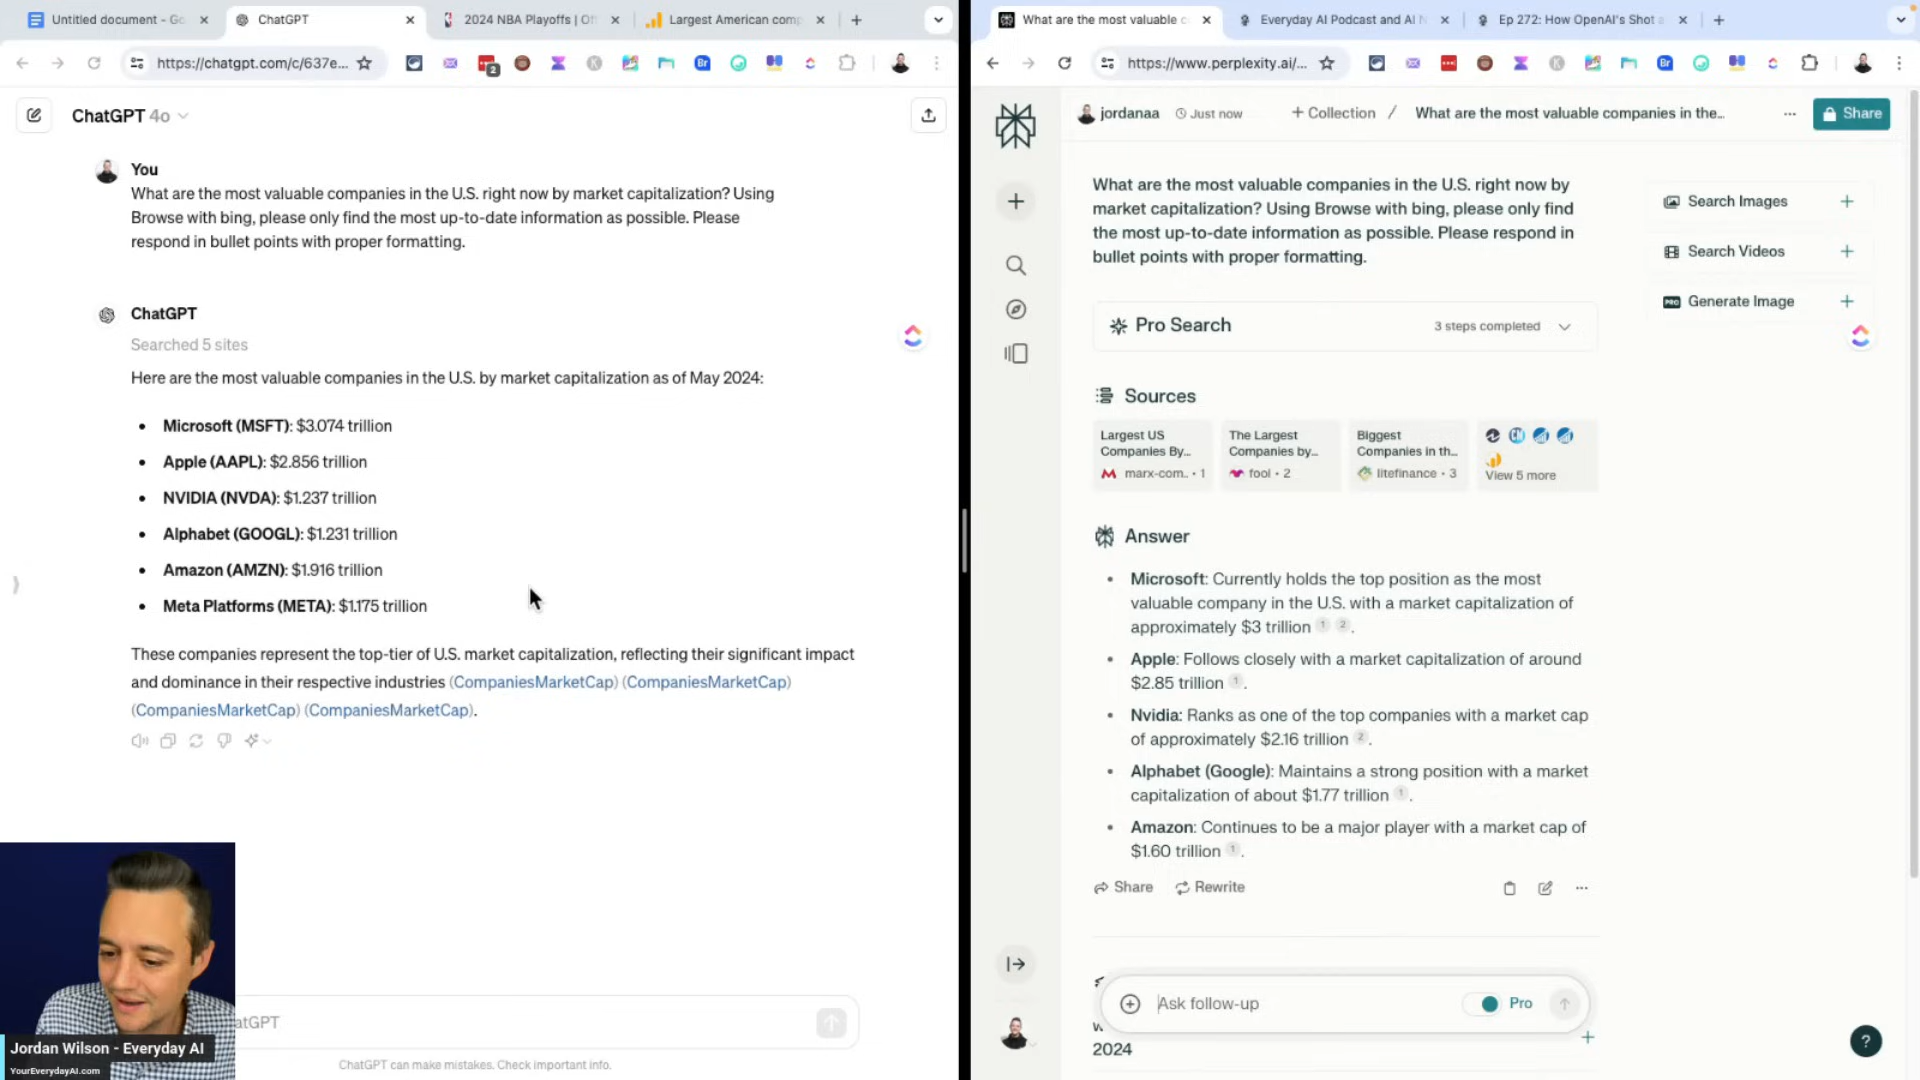 Untitled document - Go
ChatGPT
2024 NBA Playoffs | Of
Largest American comp
https://chatgpt.com/c/637e...
2
ChatGPT 4o
You
What are the most valuable companies in the U.S. right now by market capitalization? Using
Browse with bing, please only find the most up-to-date information as possible. Please
respond in bullet points with proper formatting.
ChatGPT
Searched 5 sites
Here are the most valuable companies in the U.S. by market capitalization as of May 2024:
• Microsoft (MSFT): $3.074 trillion
• Apple (AAPL): $2.856 trillion
• NVIDIA (NVDA): $1.237 trillion
• Alphabet (GOOGL): $1.231 trillion
• Amazon (AMZN): $1.916 trillion
• Meta Platforms (META): $1.175 trillion
These companies represent the top-tier of U.S. market capitalization, reflecting their significant impact
and dominance in their respective industries (CompaniesMarketCap) (CompaniesMarketCap)
(CompaniesMarketCap) (CompaniesMarketCap).
atGPT
ChatGPT can make mistakes. Check important info.
Jordan Wilson - Everyday AI
YourEverydayAI.com
What are the most valuable c
Everyday AI Podcast and AI N
Ep 272: How OpenAI's Shot a
https://www.perplexity.ai/...
Br
jordanaa
Just now
+ Collection / What are the most valuable companies in the...
Share
What are the most valuable companies in the U.S. right now by
market capitalization? Using Browse with bing, please only find
the most up-to-date information as possible. Please respond in
bullet points with proper formatting.
Search Images
Search Videos
Generate Image
Pro Search
3 steps completed
Sources
Largest US
Companies By...
marx-com.. • 1
The Largest
Companies by...
fool • 2
Biggest
Companies in th...
litefinance • 3
View 5 more
Answer
• Microsoft: Currently holds the top position as the most
valuable company in the U.S. with a market capitalization of
approximately $3 trillion 1 2.
• Apple: Follows closely with a market capitalization of around
$2.85 trillion 1.
• Nvidia: Ranks as one of the top companies with a market cap
of approximately $2.16 trillion 2.
• Alphabet (Google): Maintains a strong position with a market
capitalization of about $1.77 trillion 1.
• Amazon: Continues to be a major player with a market cap of
$1.60 trillion 1.
Share
Rewrite
Ask follow-up
Pro
2024
?